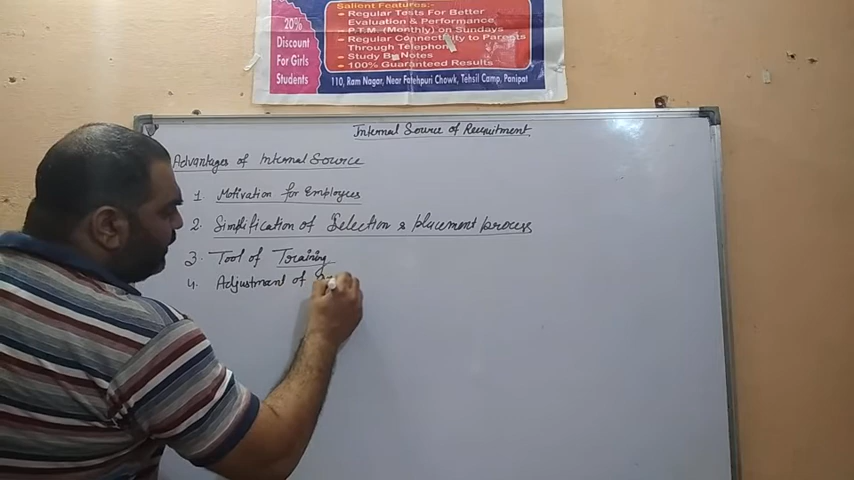 Salient Features:-
Regular Tests For Better
Evaluation & Performance
P.T.M (Monthly) on Sundays
Regular Connectivity to Parents
Through Telephone
Study By Notes
100% Guaranteed Results
20%
Discount
For Girls
Students
110, Ram Nagar, Near Fatehpuri Chowk, Tehsil Camp, Panipat
Internal Source of Recruitment
Advantages of Internal Source
1 Motivation for Employees
2. Simplification of Selection & placement process
3. Tool of Training
4. Adjustment of